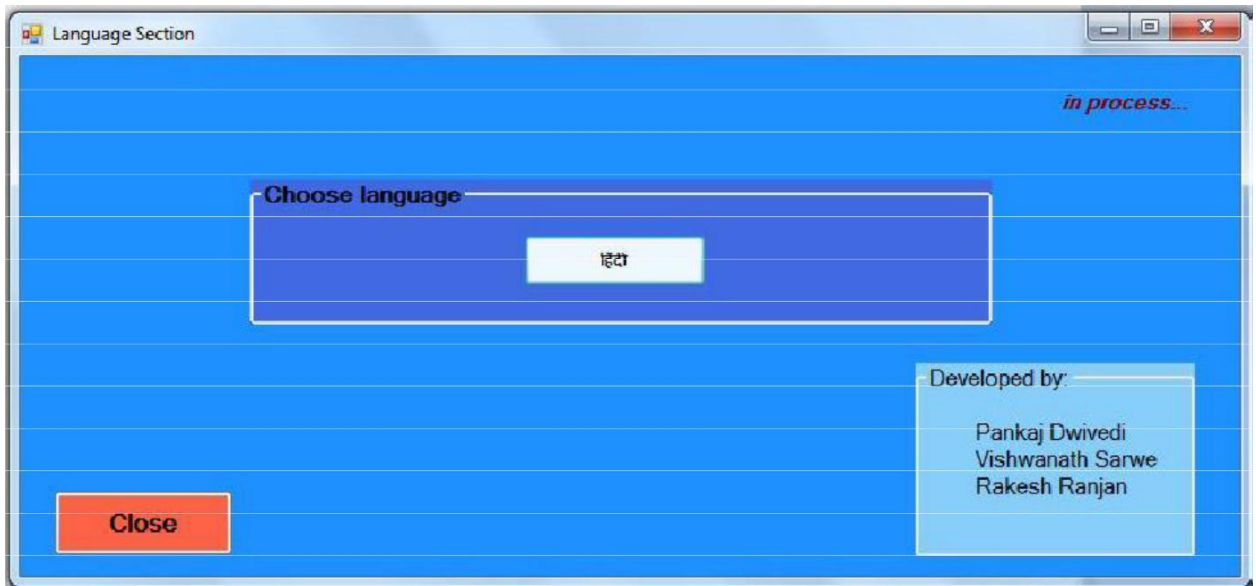 Language Section
in process...
Choose language
हिंदी
Developed by:
Pankaj Dwivedi
Vishwanath Sarwe
Rakesh Ranjan
Close